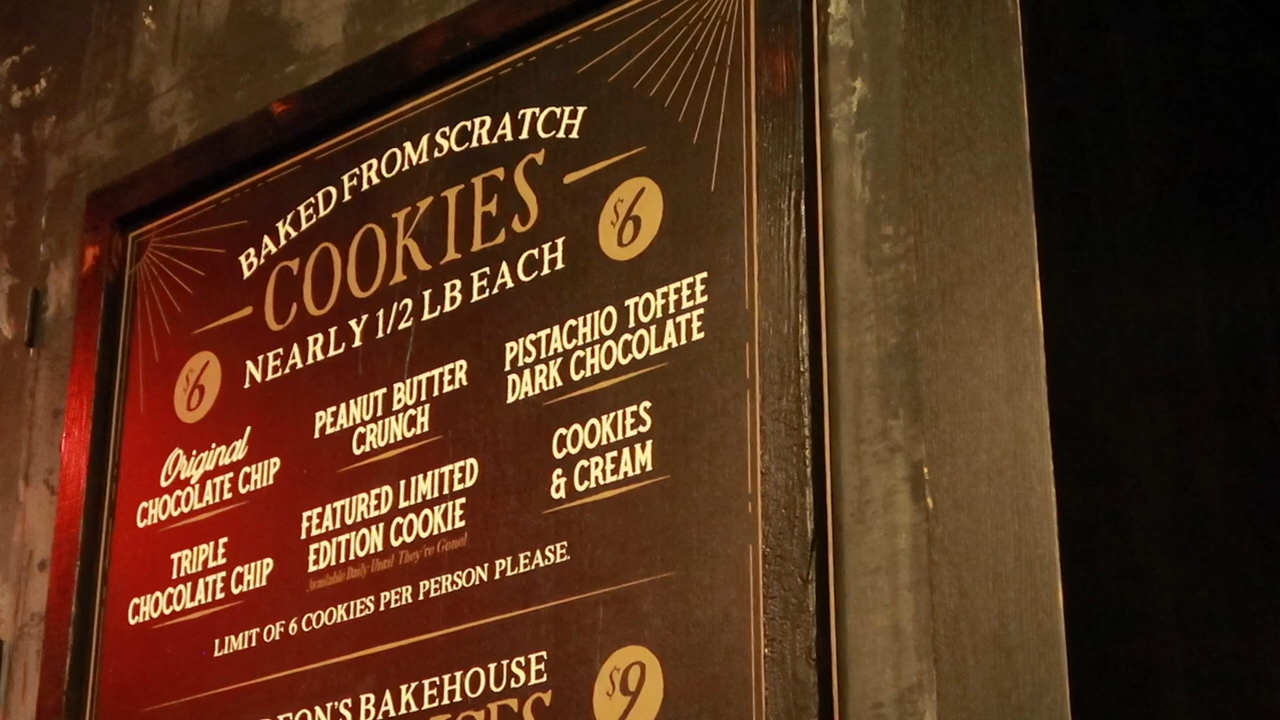 BAKED FROM SCRATCH
COOKIES
$6
NEARLY 1/2 LB EACH
$6
Original
CHOCOLATE CHIP
PEANUT BUTTER
CRUNCH
PISTACHIO TOFFEE
DARK CHOCOLATE
TRIPLE
CHOCOLATE CHIP
FEATURED LIMITED
EDITION COOKIE
Available Daily Until They're Gone!
COOKIES
& CREAM
LIMIT OF 6 COOKIES PER PERSON PLEASE.
BAKEHOUSE
$9